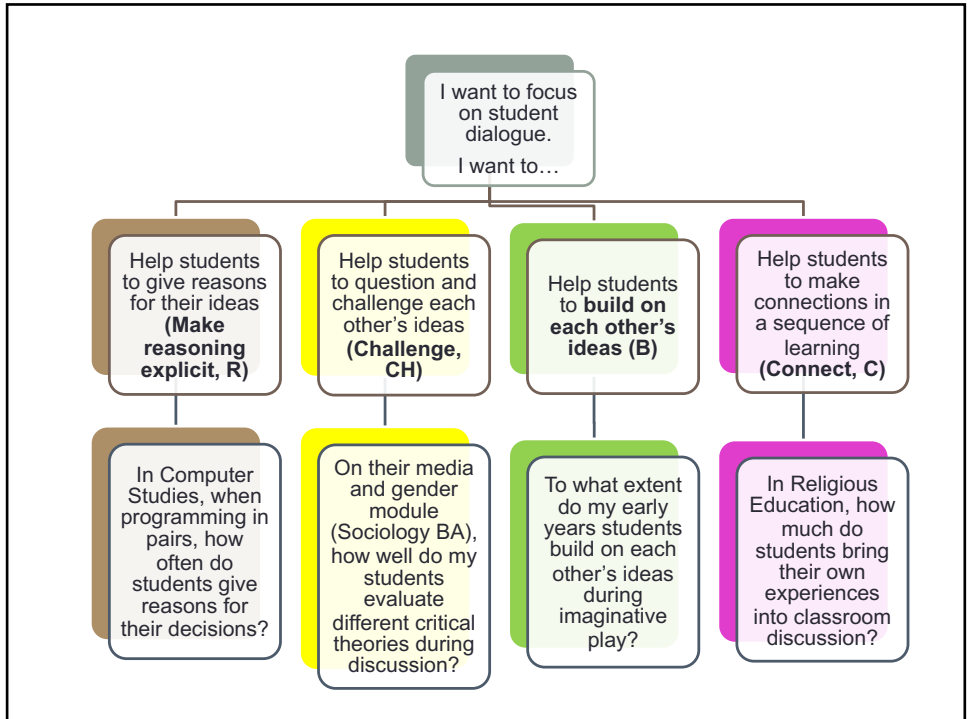 I want to focus
on student
dialogue.
I want to…
Help students
to give reasons
for their ideas
(Make
reasoning
explicit, R)
Help students
to question and
challenge each
other’s ideas
(Challenge,
CH)
Help students
to build on
each other’s
ideas (B)
Help students
to make
connections in
a sequence of
learning
(Connect, C)
In Computer
Studies, when
programming in
pairs, how
often do
students give
reasons for
their decisions?
On their media
and gender
module
(Sociology BA),
how well do my
students
evaluate
different critical
theories during
discussion?
To what extent
do my early
years students
build on each
other’s ideas
during
imaginative
play?
In Religious
Education, how
much do
students bring
their own
experiences
into classroom
discussion?